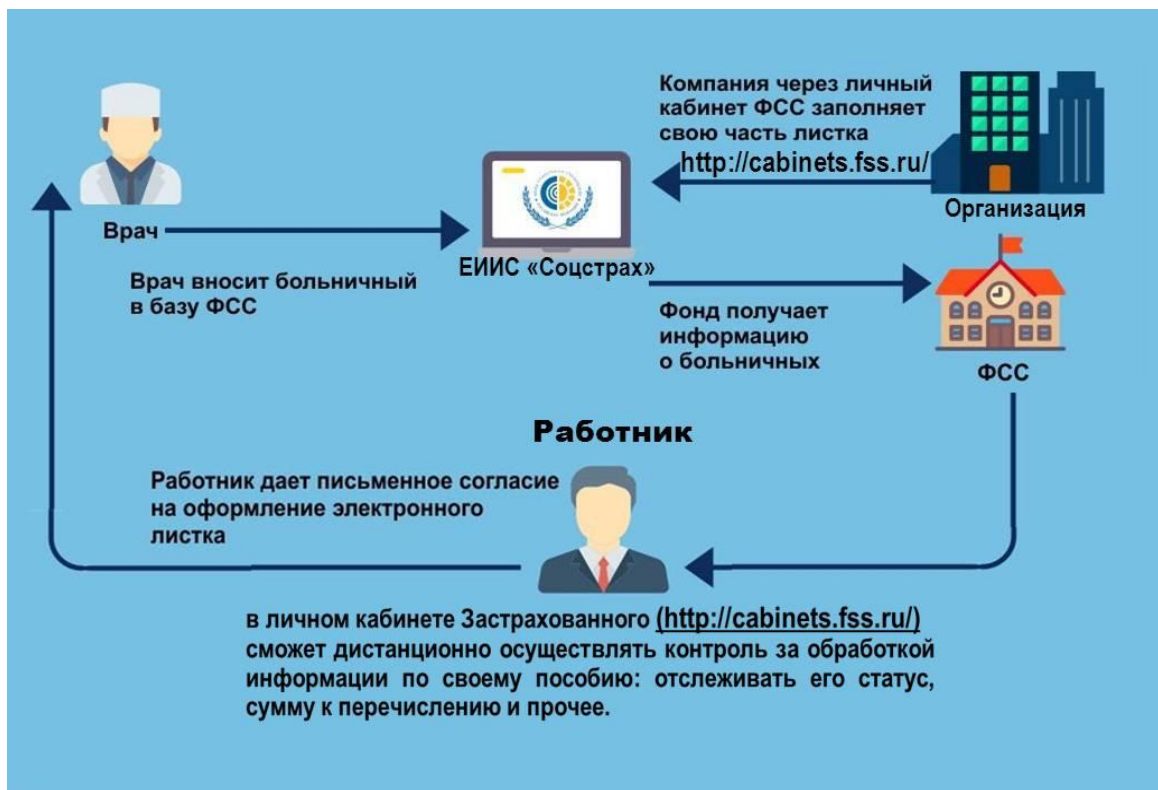 Компания через личный
кабинет ФСС заполняет
свою часть листка
http://cabinets.fss.ru/
Организация
Врач
ЕИИС «Соцстрах»
Врач вносит больничный
в базу ФСС
Фонд получает
информацию
о больничных
ФСС
Работник
Работник дает письменное согласие
на оформление электронного
листка
в личном кабинете Застрахованного (http://cabinets.fss.ru/)
сможет дистанционно осуществлять контроль за обработкой
информации по своему пособию: отслеживать его статус,
сумму к перечислению и прочее.